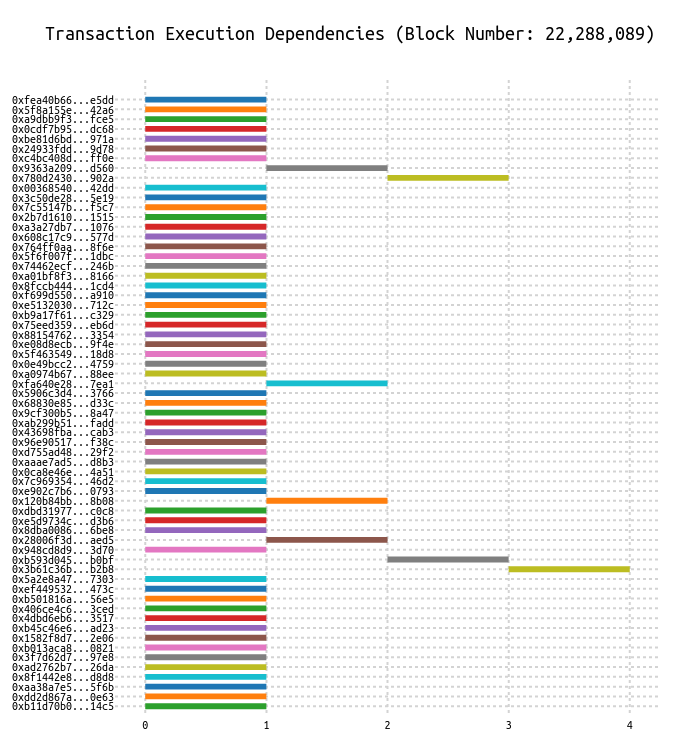 Transaction Execution Dependencies (Block Number: 22,288,089)
0xfea40b66...e5dd
0x5f8a155e...42a6
0xa9dbb9f3...fce5
0x0cdf7b95...dc68
0xbe81d6bd...971a
0x24933fdd...9d78
0xc4bc408d...ff0e
0x9363a209...d560
0x780d2430...902a
0x00368540...42dd
0x3c50de28...5e19
0x7c55147b...f5c7
0x2b7d1610...1515
0xa3a27db7...1076
0x608c17c9...577d
0x764ff0aa...8f6e
0x5f6f007f...1dbc
0x74462ecf...246b
0xa01bf8f3...8166
0x8fccb444...1cd4
0xf699d550...a910
0xe5132030...712c
0xb9a17f61...c329
0x75eed359...eb6d
0x88154762...3354
0xe08d8ecb...9f4e
0x5f463549...18d8
0x0e49bcc2...4759
0xa0974b67...88ee
0xfa640e28...7ea1
0x5906c3d4...3766
0x68830e85...d33c
0x9cf300b5...8a47
0xab299b51...fadd
0x43698fba...cab3
0x96e90517...f38c
0xd755ad48...29f2
0xaaae7ad5...d8b3
0x0ca8e46e...4a51
0x7c969354...46d2
0xe902c7b6...0793
0x120b84bb...8b08
0xdbd31977...c0c8
0xe5d9734c...d3b6
0x8dba0086...6be8
0x28006f3d...aed5
0x948cd8d9...3d70
0xb593d045...b0bf
0x3b61c36b...b2b8
0x5a2e8a47...7303
0xef449532...473c
0xb501816a...56e5
0x406ce4c6...3ced
0x4dbd6eb6...3517
0xb45c46e6...ad23
0x1582f8d7...2e06
0xb013aca8...0821
0x3f7d62d7...97e8
0xad2762b7...26da
0x8f1442e8...d8d8
0xaa38a7e5...5f6b
0xdd2d867a...0e63
0xb11d70b0...14c5
0 1 2 3 4